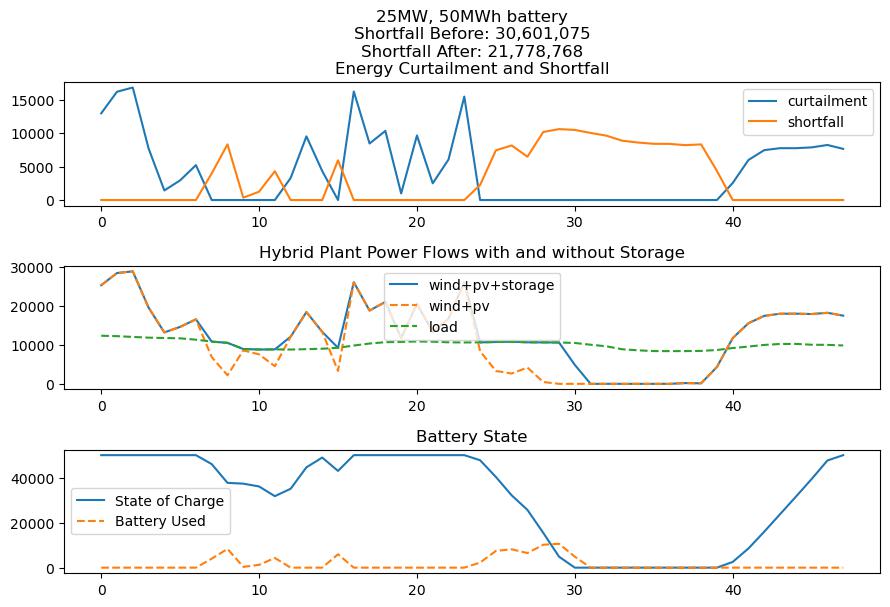 25MW, 50MWh battery
Shortfall Before: 30,601,075
Shortfall After: 21,778,768
Energy Curtailment and Shortfall
15000
10000
5000
0
curtailment
shortfall
0 10 20 30 40
Hybrid Plant Power Flows with and without Storage
30000
20000
10000
0
wind+pv+storage
wind+pv
load
0 10 20 30 40
Battery State
40000
20000
0
State of Charge
Battery Used
0 10 20 30 40